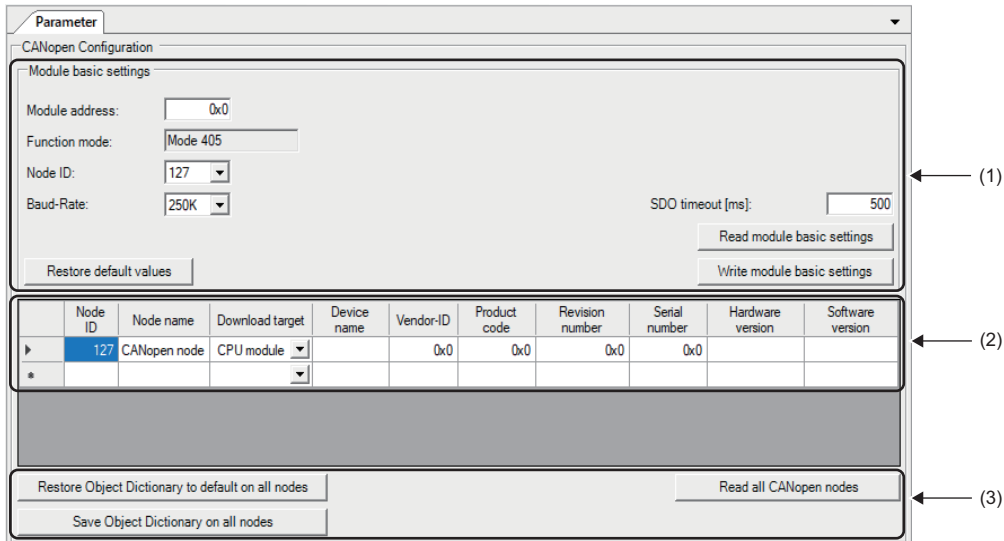 Parameter
CANopen Configuration
Module basic settings
Module address: 0x0
Function mode: Mode 405
Node ID: 127
(1)
Baud-Rate: 250K SDO timeout [ms]: 500
Read module basic settings
Restore default values Write module basic settings
Node ID Node name Download target Device name Vendor-ID Product code Revision number Serial number Hardware version Software version
127 CANopen node CPU module 0x0 0x0 0x0 0x0
(2)
*
Restore Object Dictionary to default on all nodes Read all CANopen nodes
(3)
Save Object Dictionary on all nodes